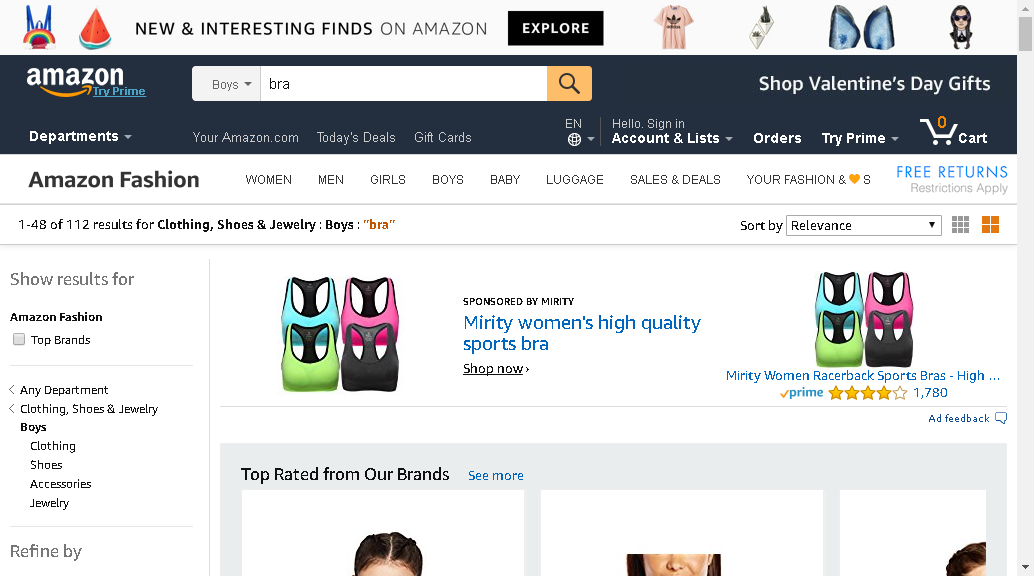 NEW & INTERESTING FINDS ON AMAZON EXPLORE
amazon
Try Prime
Boys bra
Shop Valentine's Day Gifts
Departments Your Amazon.com Today's Deals Gift Cards
EN
Hello. Sign in
Account & Lists Orders Try Prime 0 Cart
Amazon Fashion WOMEN MEN GIRLS BOYS BABY LUGGAGE SALES & DEALS YOUR FASHION & S
FREE RETURNS
Restrictions Apply
1-48 of 112 results for Clothing, Shoes & Jewelry : Boys : "bra"
Sort by Relevance
Show results for
Amazon Fashion
Top Brands
Any Department
Clothing, Shoes & Jewelry
Boys
Clothing
Shoes
Accessories
Jewelry
Refine by
SPONSORED BY MIRITY
Mirity women's high quality
sports bra
Shop now ›
Mirity Women Racerback Sports Bras - High ...
prime 1,780
Ad feedback
Top Rated from Our Brands See more